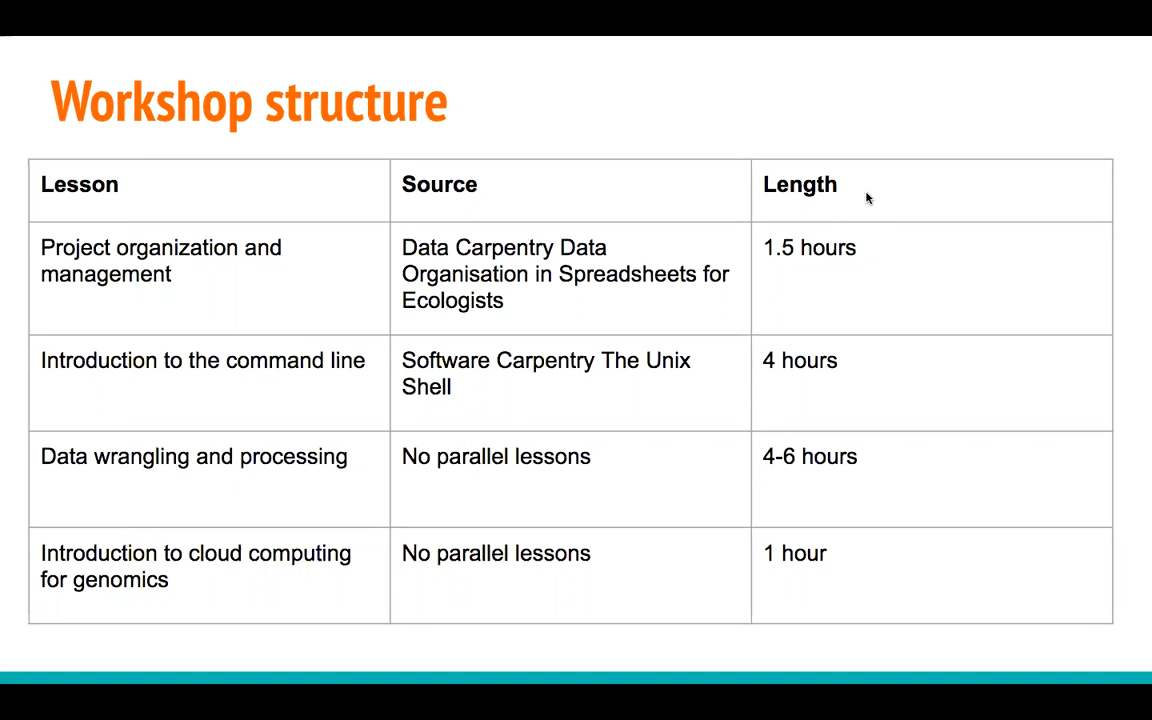 Workshop structure
Lesson
Source
Length
Project organization and
management
Data Carpentry Data
Organisation in Spreadsheets for
Ecologists
1.5 hours
Introduction to the command line
Software Carpentry The Unix
Shell
4 hours
Data wrangling and processing
No parallel lessons
4-6 hours
Introduction to cloud computing
for genomics
No parallel lessons
1 hour